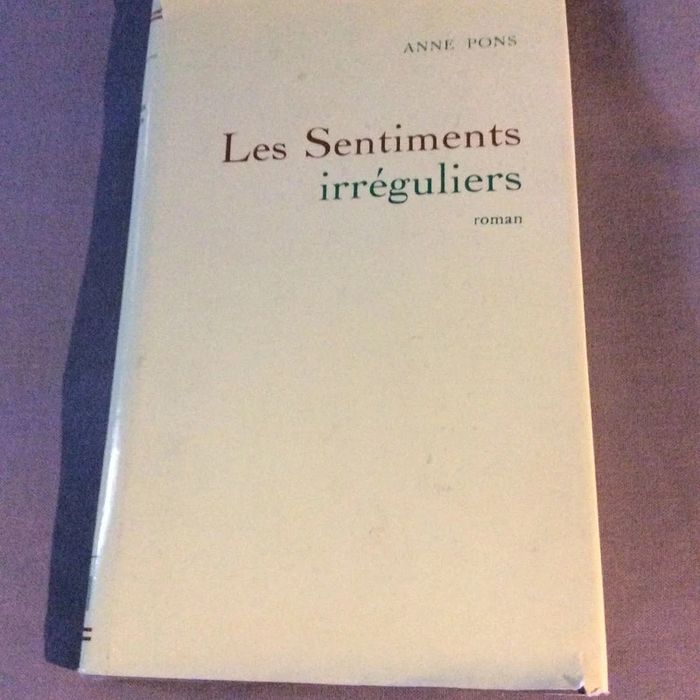 ANNE PONS
Les Sentiments
irréguliers
roman